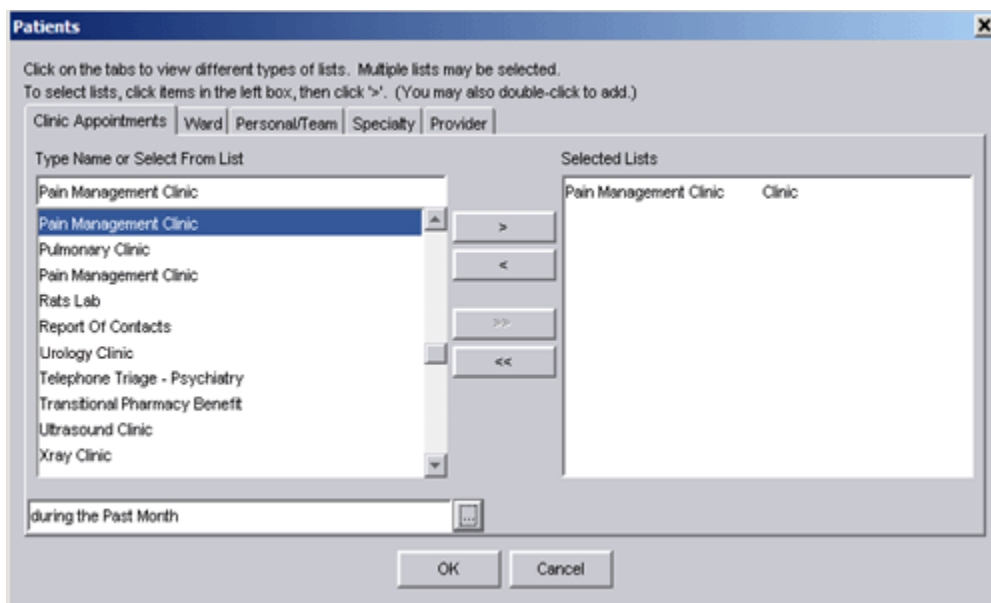 Patients
Click on the tabs to view different types of lists. Multiple lists may be selected.
To select lists, click items in the left box, then click '>'. (You may also double-click to add.)
Clinic Appointments Ward Personal/Team Specialty Provider
Type Name or Select From List
Selected Lists
Pain Management Clinic
Pain Management Clinic
Pulmonary Clinic
Pain Management Clinic
Rats Lab
Report Of Contacts
Urology Clinic
Telephone Triage - Psychiatry
Transitional Pharmacy Benefit
Ultrasound Clinic
Xray Clinic
>
<
>>
<<
Pain Management Clinic Clinic
during the Past Month
...
OK Cancel